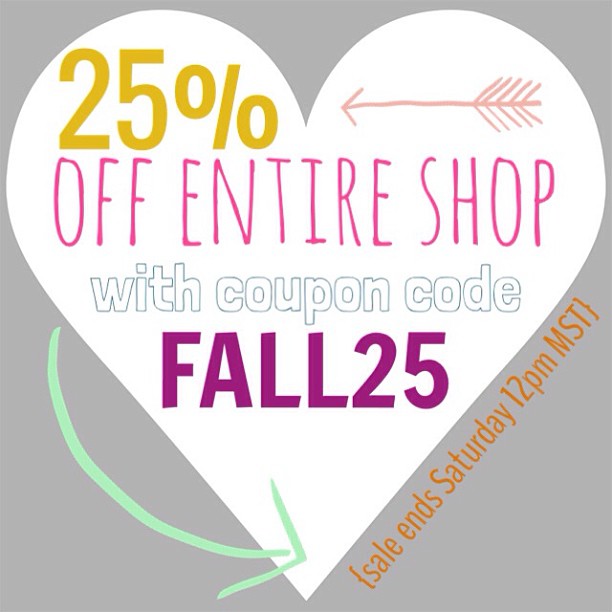 25%
OFF ENTIRE SHOP
with coupon code
FALL25
{sale ends Saturday 12pm MST}